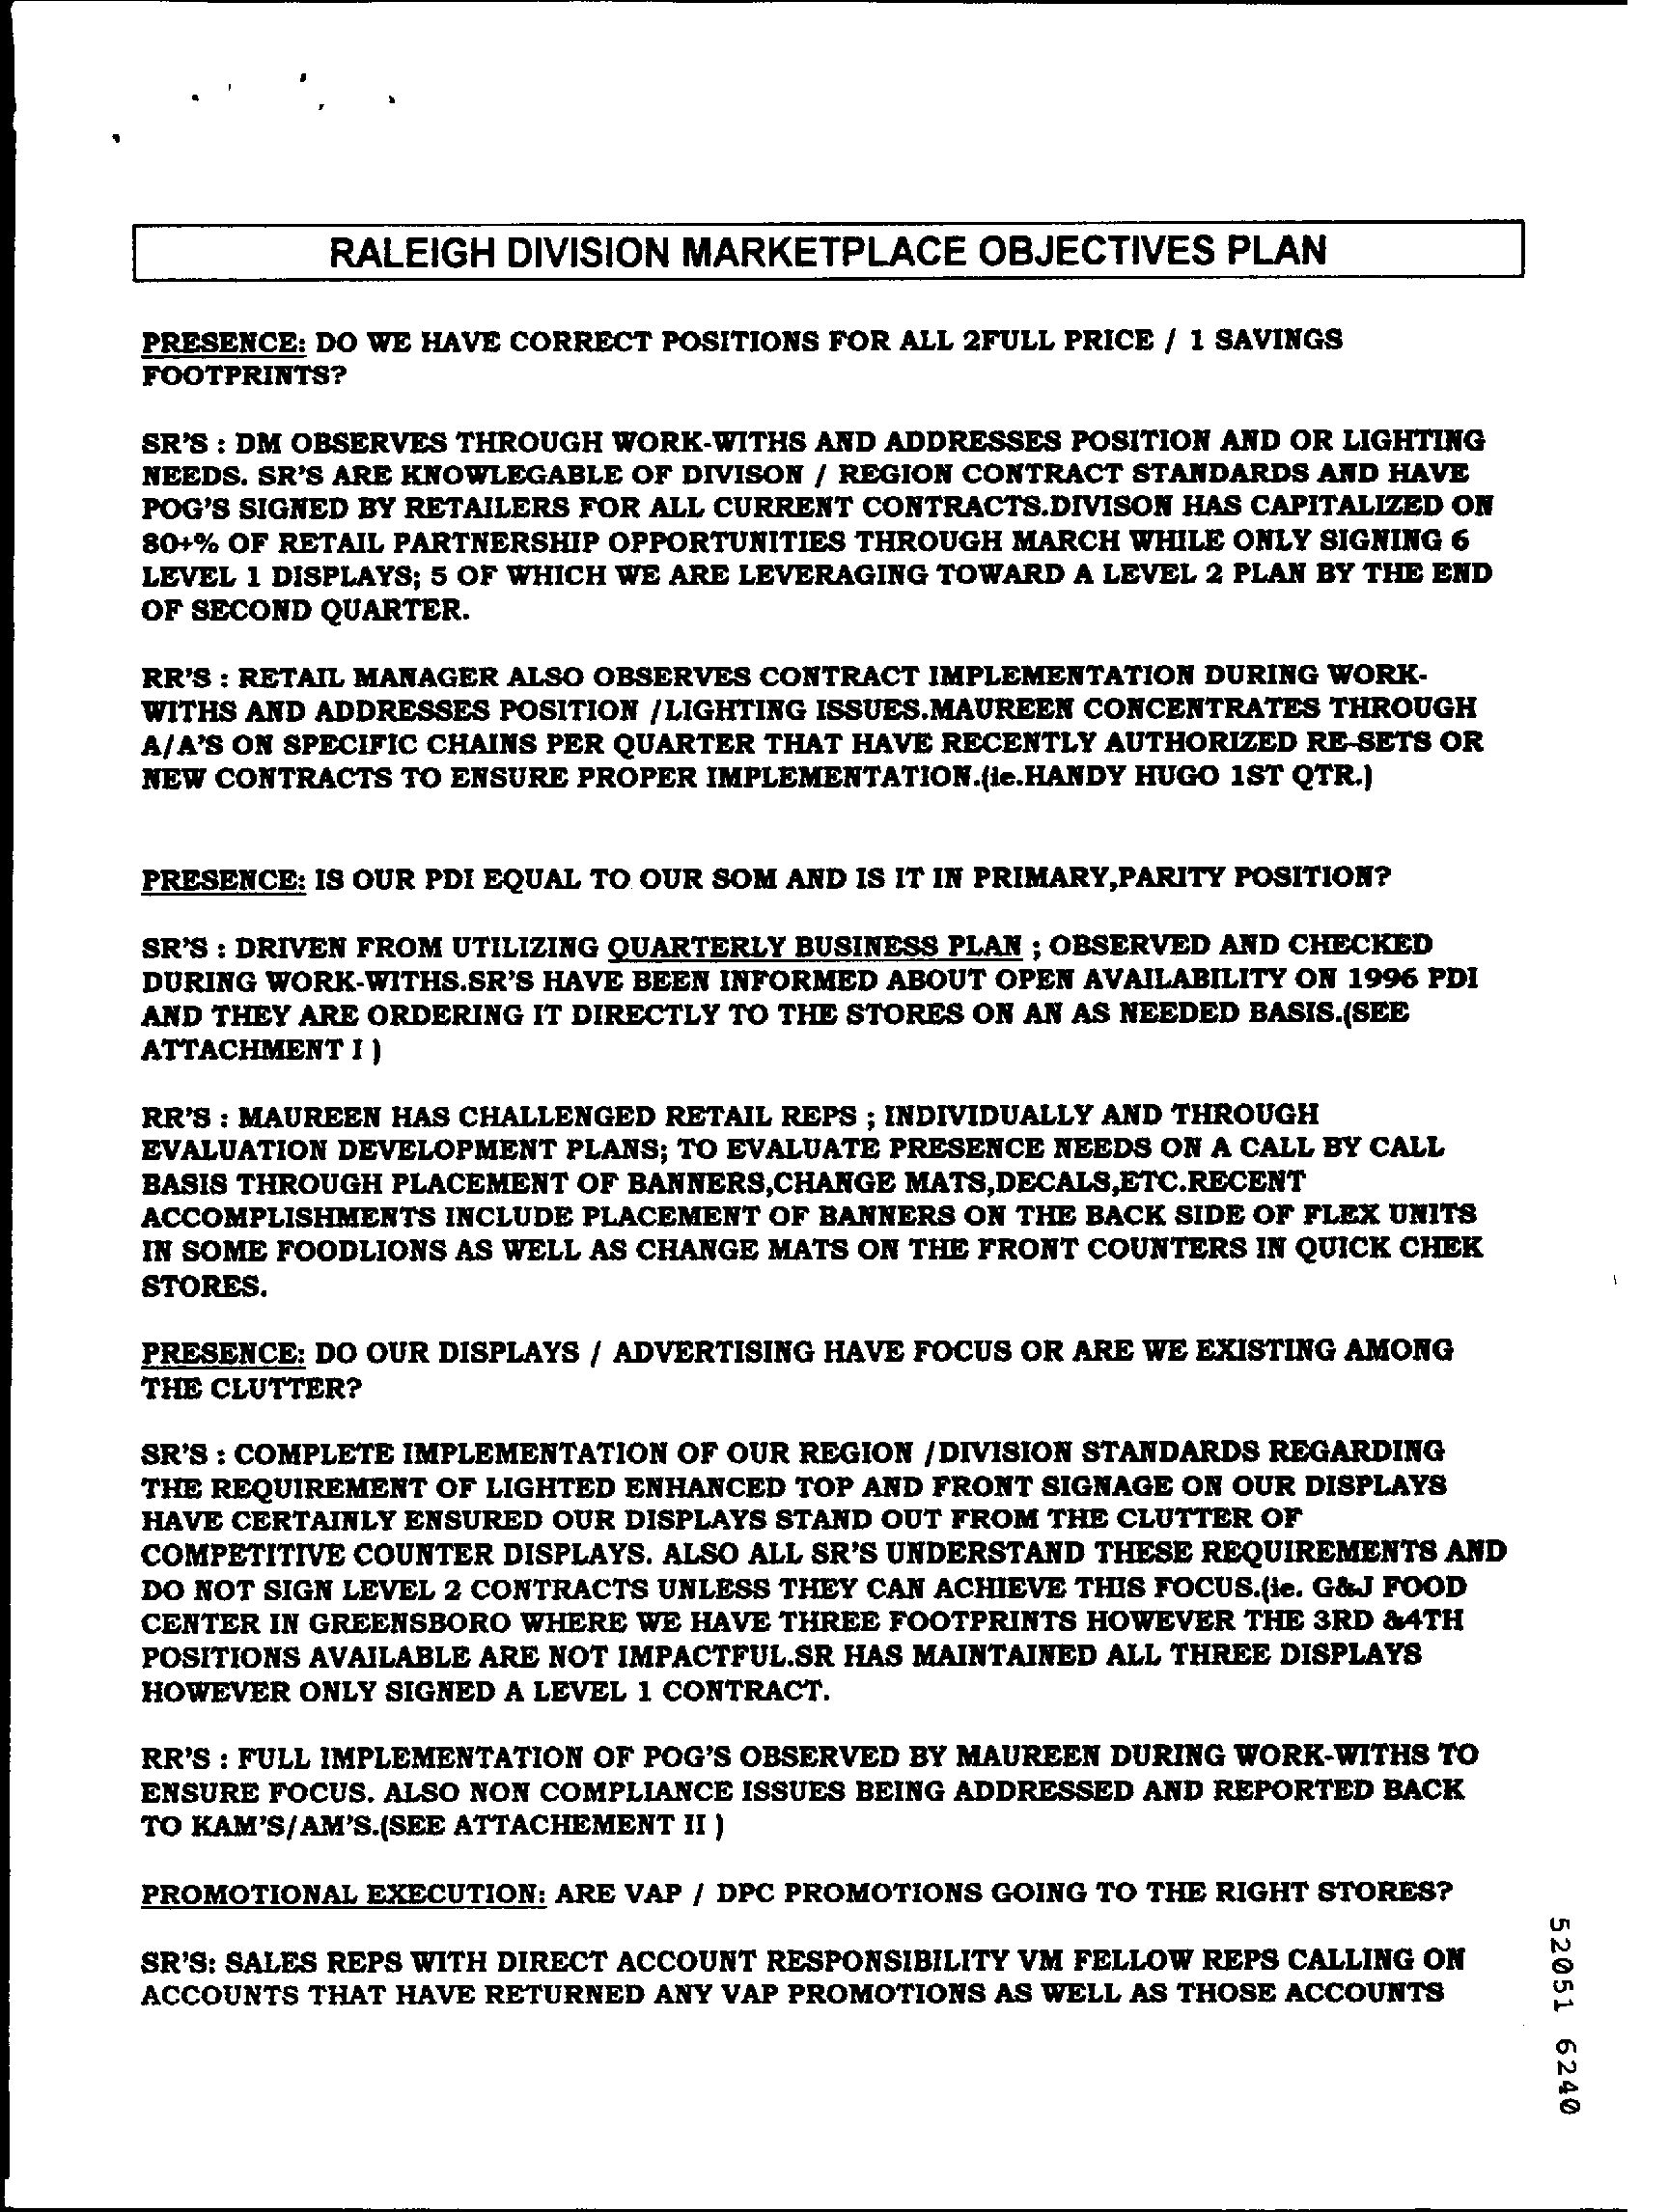 RALEIGH DIVISION MARKETPLACE OBJECTIVES PLAN
PRESENCE: DO WE HAVE CORRECT POSITIONS FOR ALL 2FULL PRICE / 1 SAVINGS
FOOTPRINTS?
SR'S : DM OBSERVES THROUGH WORK-WITHS AND ADDRESSES POSITION AND OR LIGHTING
NEEDS. SR'S ARE KNOWLEGABLE OF DIVISON / REGION CONTRACT STANDARDS AND HAVE
POG'S SIGNED BY RETAILERS FOR ALL CURRENT CONTRACTS.DIVISON HAS CAPITALIZED ON
80+% OF RETAIL PARTNERSHIP OPPORTUNITIES THROUGH MARCH WHILE ONLY SIGNING 6
LEVEL 1 DISPLAYS; 5 OF WHICH WE ARE LEVERAGING TOWARD A LEVEL 2 PLAN BY THE END
OF SECOND QUARTER.
RR'S : RETAIL MANAGER ALSO OBSERVES CONTRACT IMPLEMENTATION DURING WORK-
WITHS AND ADDRESSES POSITION /LIGHTING ISSUES.MAUREEN CONCENTRATES THROUGH
A/A'S ON SPECIFIC CHAINS PER QUARTER THAT HAVE RECENTLY AUTHORIZED RE-SETS OR
NEW CONTRACTS TO ENSURE PROPER IMPLEMENTATION.(ie.HANDY HUGO 1ST QTR.)
PRESENCE: IS OUR PDI EQUAL TO OUR SOM AND IS IT IN PRIMARY,PARITY POSITION?
SR'S : DRIVEN FROM UTILIZING QUARTERLY BUSINESS PLAN ; OBSERVED AND CHECKED
DURING WORK-WITHS.SR'S HAVE BEEN INFORMED ABOUT OPEN AVAILABILITY ON 1996 PDI
AND THEY ARE ORDERING IT DIRECTLY TO THE STORES ON AN AS NEEDED BASIS.(SEE
ATTACHMENT I )
RR'S : MAUREEN HAS CHALLENGED RETAIL REPS ; INDIVIDUALLY AND THROUGH
EVALUATION DEVELOPMENT PLANS; TO EVALUATE PRESENCE NEEDS ON A CALL BY CALL
BASIS THROUGH PLACEMENT OF BANNERS,CHANGE MATS,DECALS,ETC.RECENT
ACCOMPLISHMENTS INCLUDE PLACEMENT OF BANNERS ON THE BACK SIDE OF FLEX UNITS
IN SOME FOODLIONS AS WELL AS CHANGE MATS ON THE FRONT COUNTERS IN QUICK CHEK
STORES.
PRESENCE: DO OUR DISPLAYS / ADVERTISING HAVE FOCUS OR ARE WE EXISTING AMONG
THE CLUTTER?
SR'S : COMPLETE IMPLEMENTATION OF OUR REGION /DIVISION STANDARDS REGARDING
THE REQUIREMENT OF LIGHTED ENHANCED TOP AND FRONT SIGNAGE ON OUR DISPLAYS
HAVE CERTAINLY ENSURED OUR DISPLAYS STAND OUT FROM THE CLUTTER OF
COMPETITIVE COUNTER DISPLAYS. ALSO ALL SR'S UNDERSTAND THESE REQUIREMENTS AND
DO NOT SIGN LEVEL 2 CONTRACTS UNLESS THEY CAN ACHIEVE THIS FOCUS.(ie. G&J FOOD
CENTER IN GREENSBORO WHERE WE HAVE THREE FOOTPRINTS HOWEVER THE 3RD &4TH
POSITIONS AVAILABLE ARE NOT IMPACTFUL.SR HAS MAINTAINED ALL THREE DISPLAYS
HOWEVER ONLY SIGNED A LEVEL 1 CONTRACT.
RR'S : FULL IMPLEMENTATION OF POG'S OBSERVED BY MAUREEN DURING WORK-WITHS TO
ENSURE FOCUS. ALSO NON COMPLIANCE ISSUES BEING ADDRESSED AND REPORTED BACK
TO KAM'S/AM'S.(SEE ATTACHEMENT II )
PROMOTIONAL EXECUTION: ARE VAP / DPC PROMOTIONS GOING TO THE RIGHT STORES?
SR'S: SALES REPS WITH DIRECT ACCOUNT RESPONSIBILITY VM FELLOW REPS CALLING ON
ACCOUNTS THAT HAVE RETURNED ANY VAP PROMOTIONS AS WELL AS THOSE ACCOUNTS
52051 6240